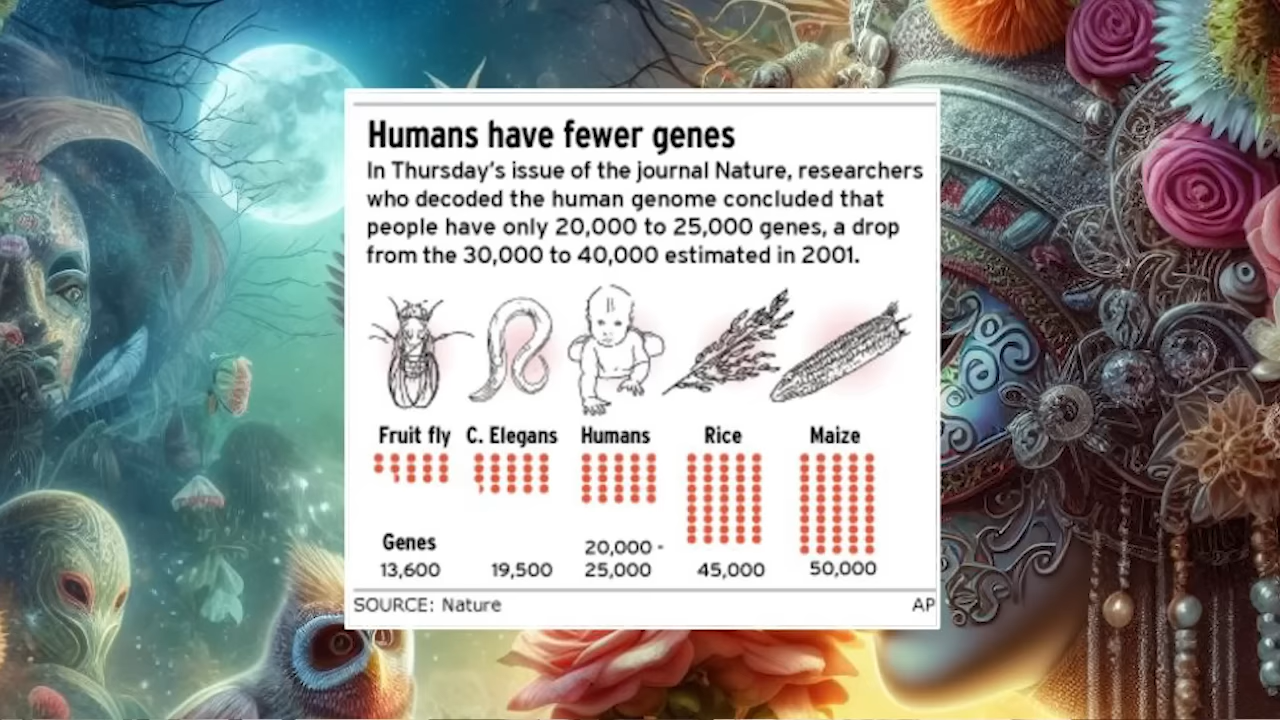 Humans have fewer genes
In Thursday's issue of the journal Nature, researchers
who decoded the human genome concluded that
people have only 20,000 to 25,000 genes, a drop
from the 30,000 to 40,000 estimated in 2001.
Fruit fly C. Elegans Humans Rice Maize
Genes
13,600 19,500 20,000 -
25,000 45,000 50,000
SOURCE: Nature AP